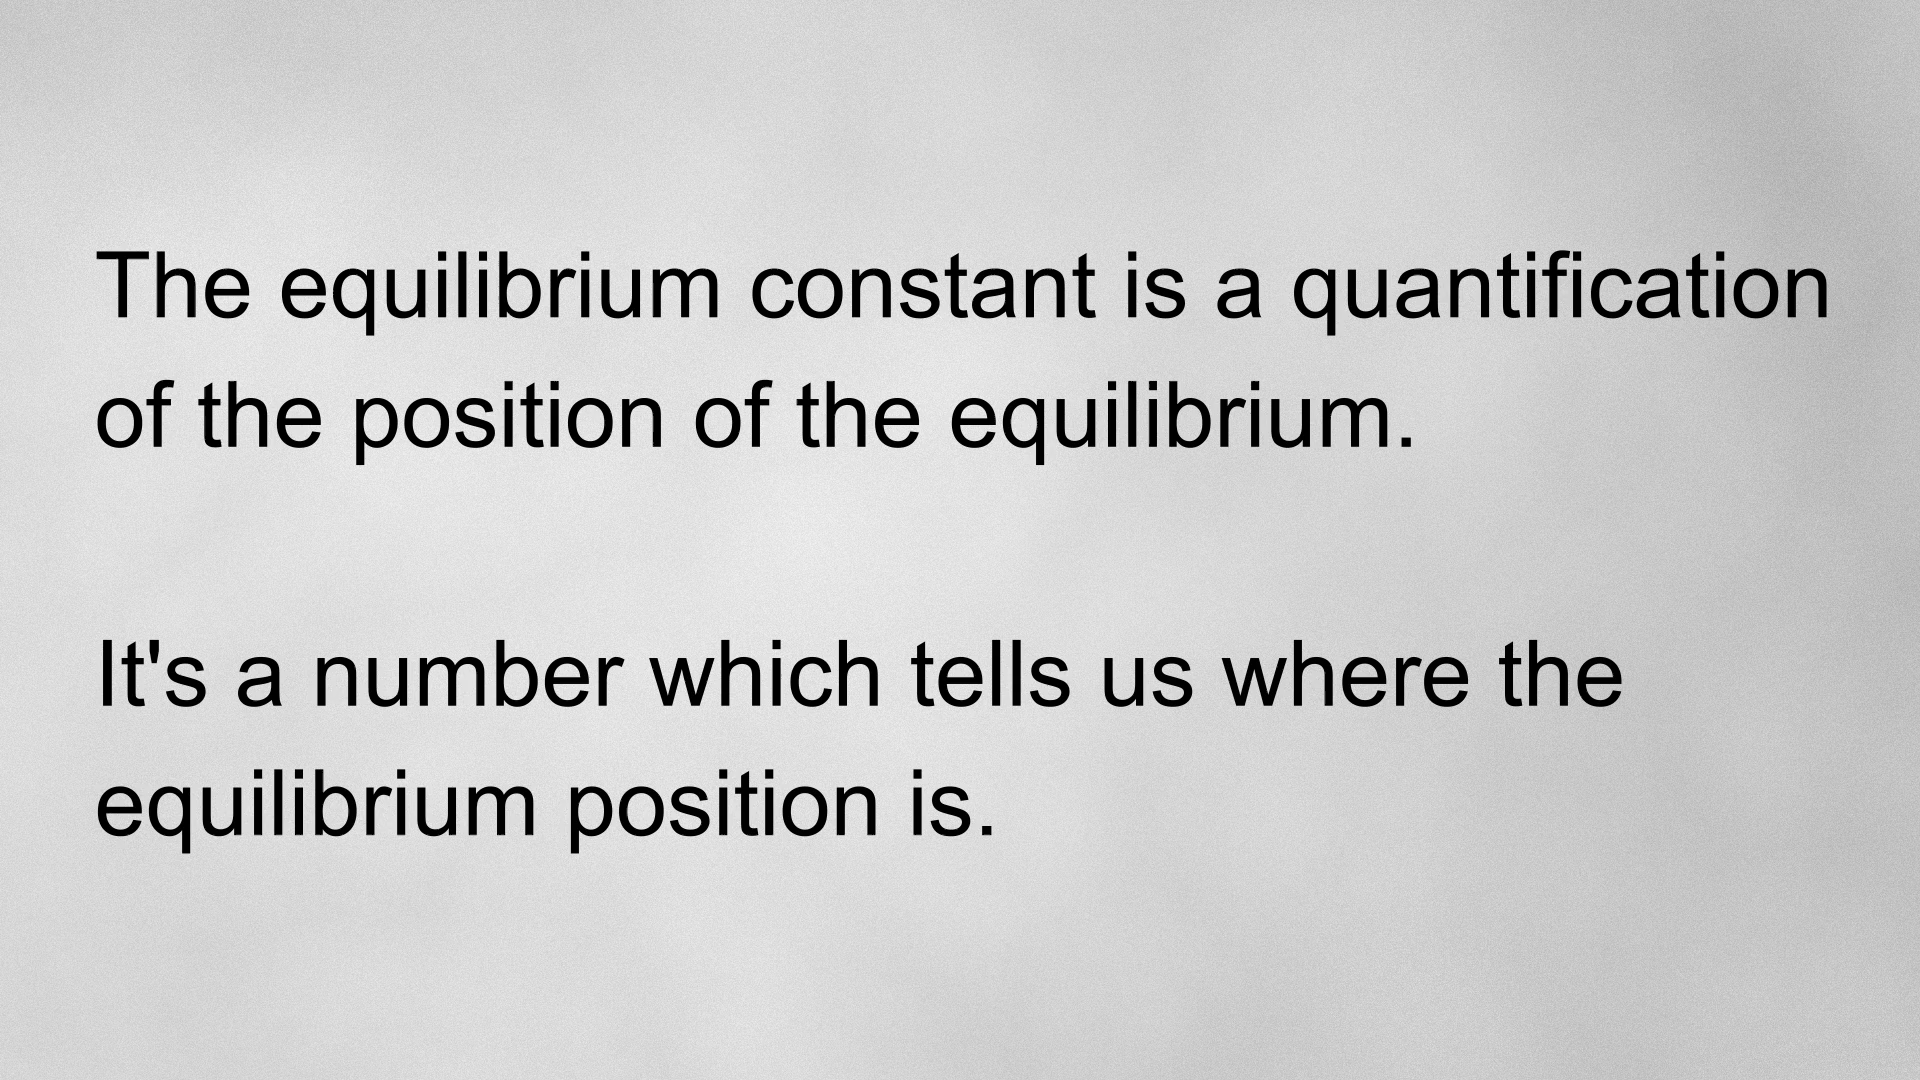 The equilibrium constant is a quantification
of the position of the equilibrium.
It's a number which tells us where the
equilibrium position is.